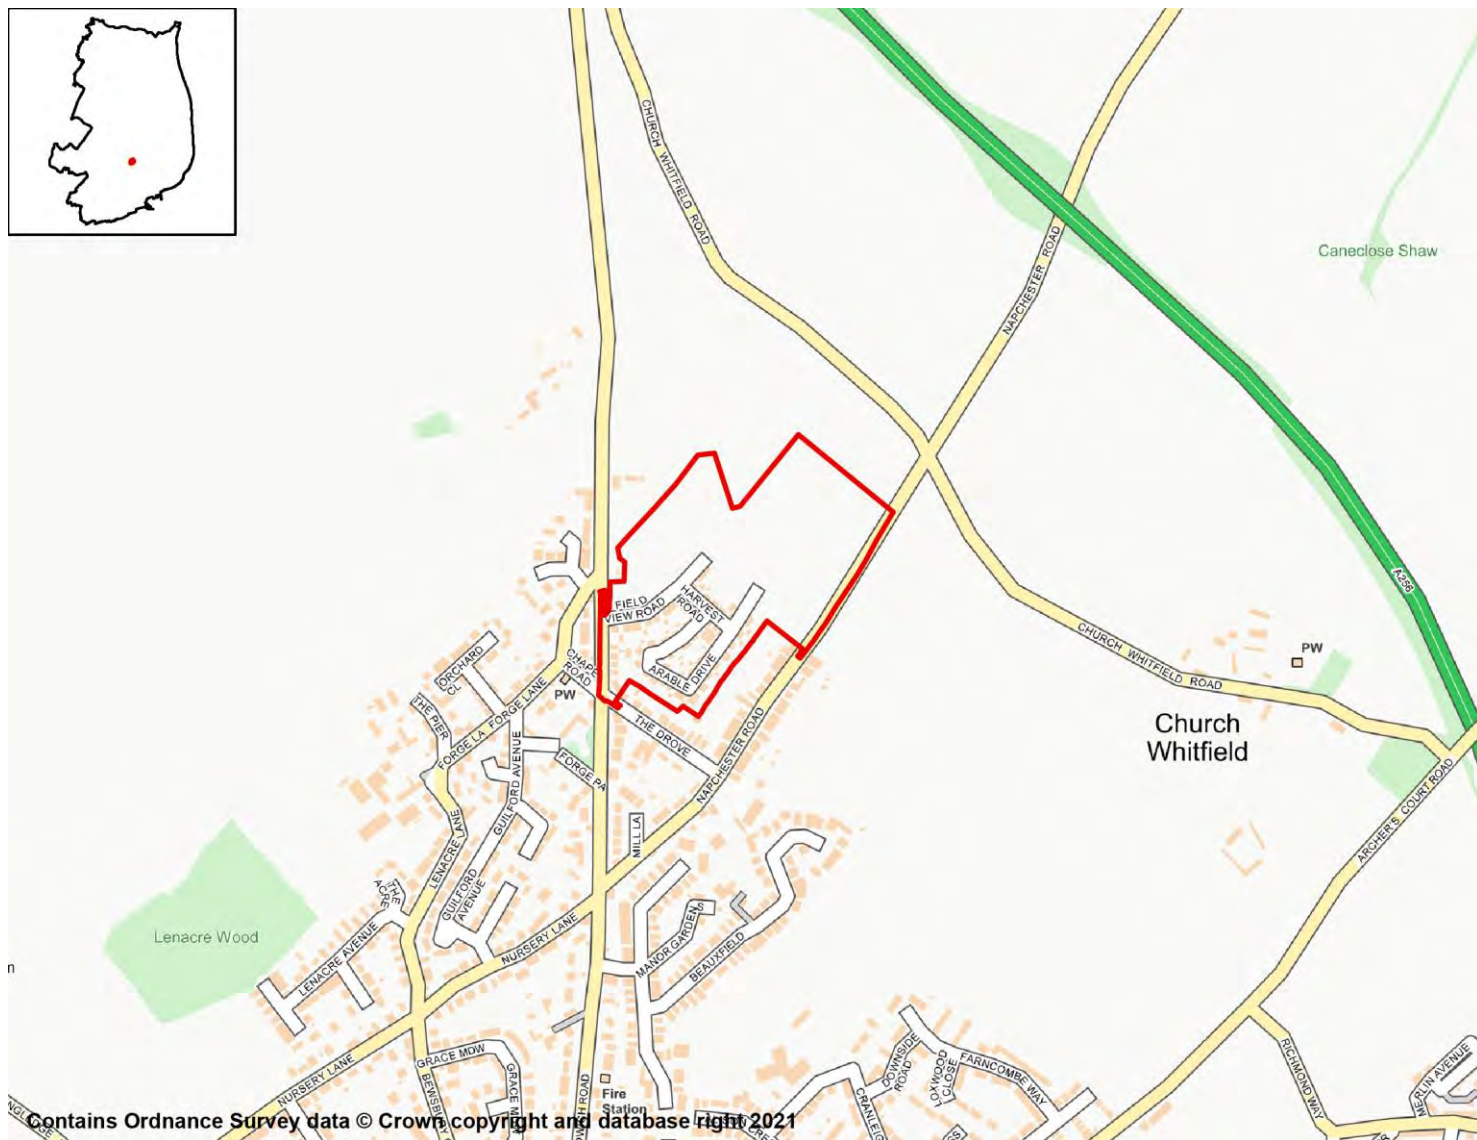 CHURCH WHITFIELD ROAD
NAPCHESTER ROAD
Caneclose Shaw
A256
FIELD
VIEW ROAD
HARVEST
ROAD
ARABLE DRIVE
CHURCH WHITFIELD ROAD
PW
Church
Whitfield
ORCHARD
CL
THE PIER
FORGE LA
FORGE LANE
PW
THE DROVE
NAPCHESTER ROAD
FORGE PA
GUILFORD AVENUE
MILL LA
LENACRE LANE
THE
ACRE
GUILFORD
AVENUE
ARCHER'S COURT ROAD
Lenacre Wood
LENACRE AVENUE
NURSERY LANE
MANOR GARDENS
BEAUXFIELD
n
NURSERY LANE
GRACE MDW
Fire
Station
DOWNSIDE
ROAD
LOXWOOD
CLOSE
FARNCOMBE WAY
RICHMOND WAY
Contains Ordnance Survey data © Crown copyright and database right 2021